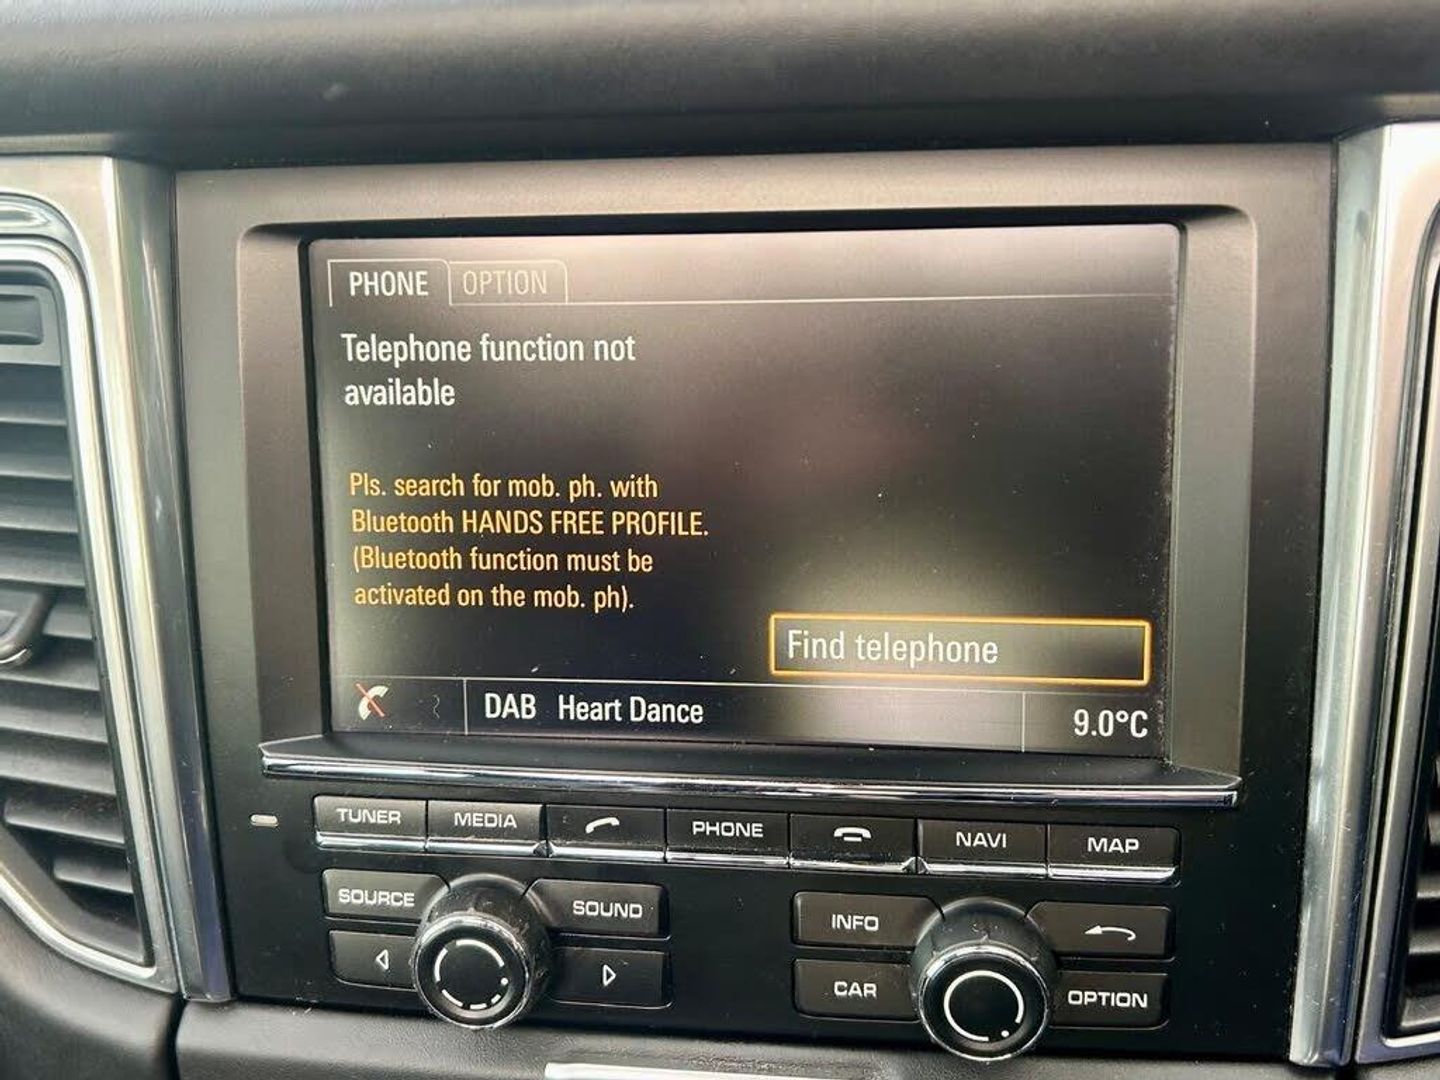 PHONE OPTION
Telephone function not
available
Pls. search for mob. ph. with
Bluetooth HANDS FREE PROFILE.
(Bluetooth function must be
activated on the mob. ph).
Find telephone
DAB Heart Dance 9.0°C
TUNER MEDIA PHONE NAVI MAP
SOURCE SOUND INFO
CAR OPTION